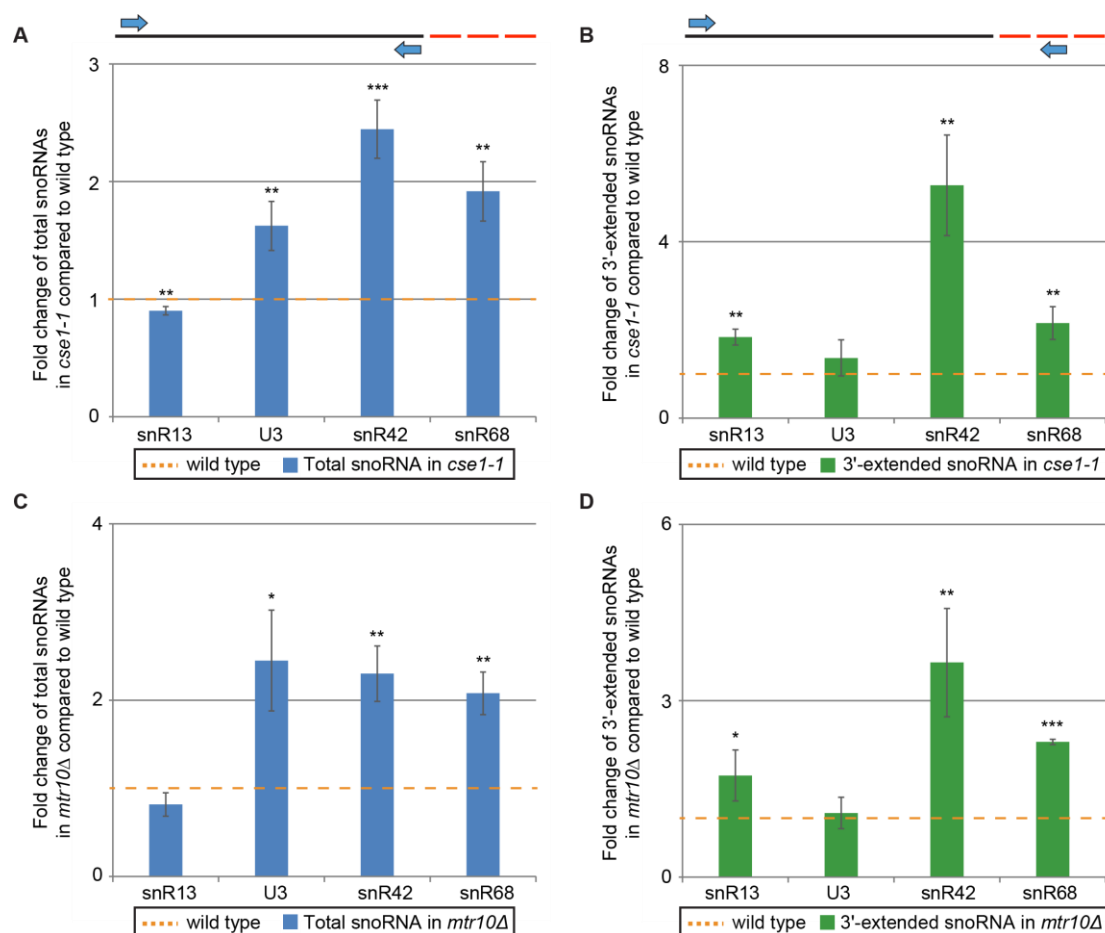 A
Fold change of total snoRNAs
in cse1-1 compared to wild type
3
2
1
0
**
**
***
**
snR13 U3 snR42 snR68
wild type Total snoRNA in cse1-1
B
Fold change of 3'-extended snoRNAs
in cse1-1 compared to wild type
8
4
0
**
**
**
snR13 U3 snR42 snR68
wild type 3'-extended snoRNA in cse1-1
C
Fold change of total snoRNAs
in mtr10Δ compared to wild type
4
2
0
*
**
**
snR13 U3 snR42 snR68
wild type Total snoRNA in mtr10Δ
D
Fold change of 3'-extended snoRNAs
in mtr10Δ compared to wild type
6
3
0
*
**
***
snR13 U3 snR42 snR68
wild type 3'-extended snoRNA in mtr10Δ